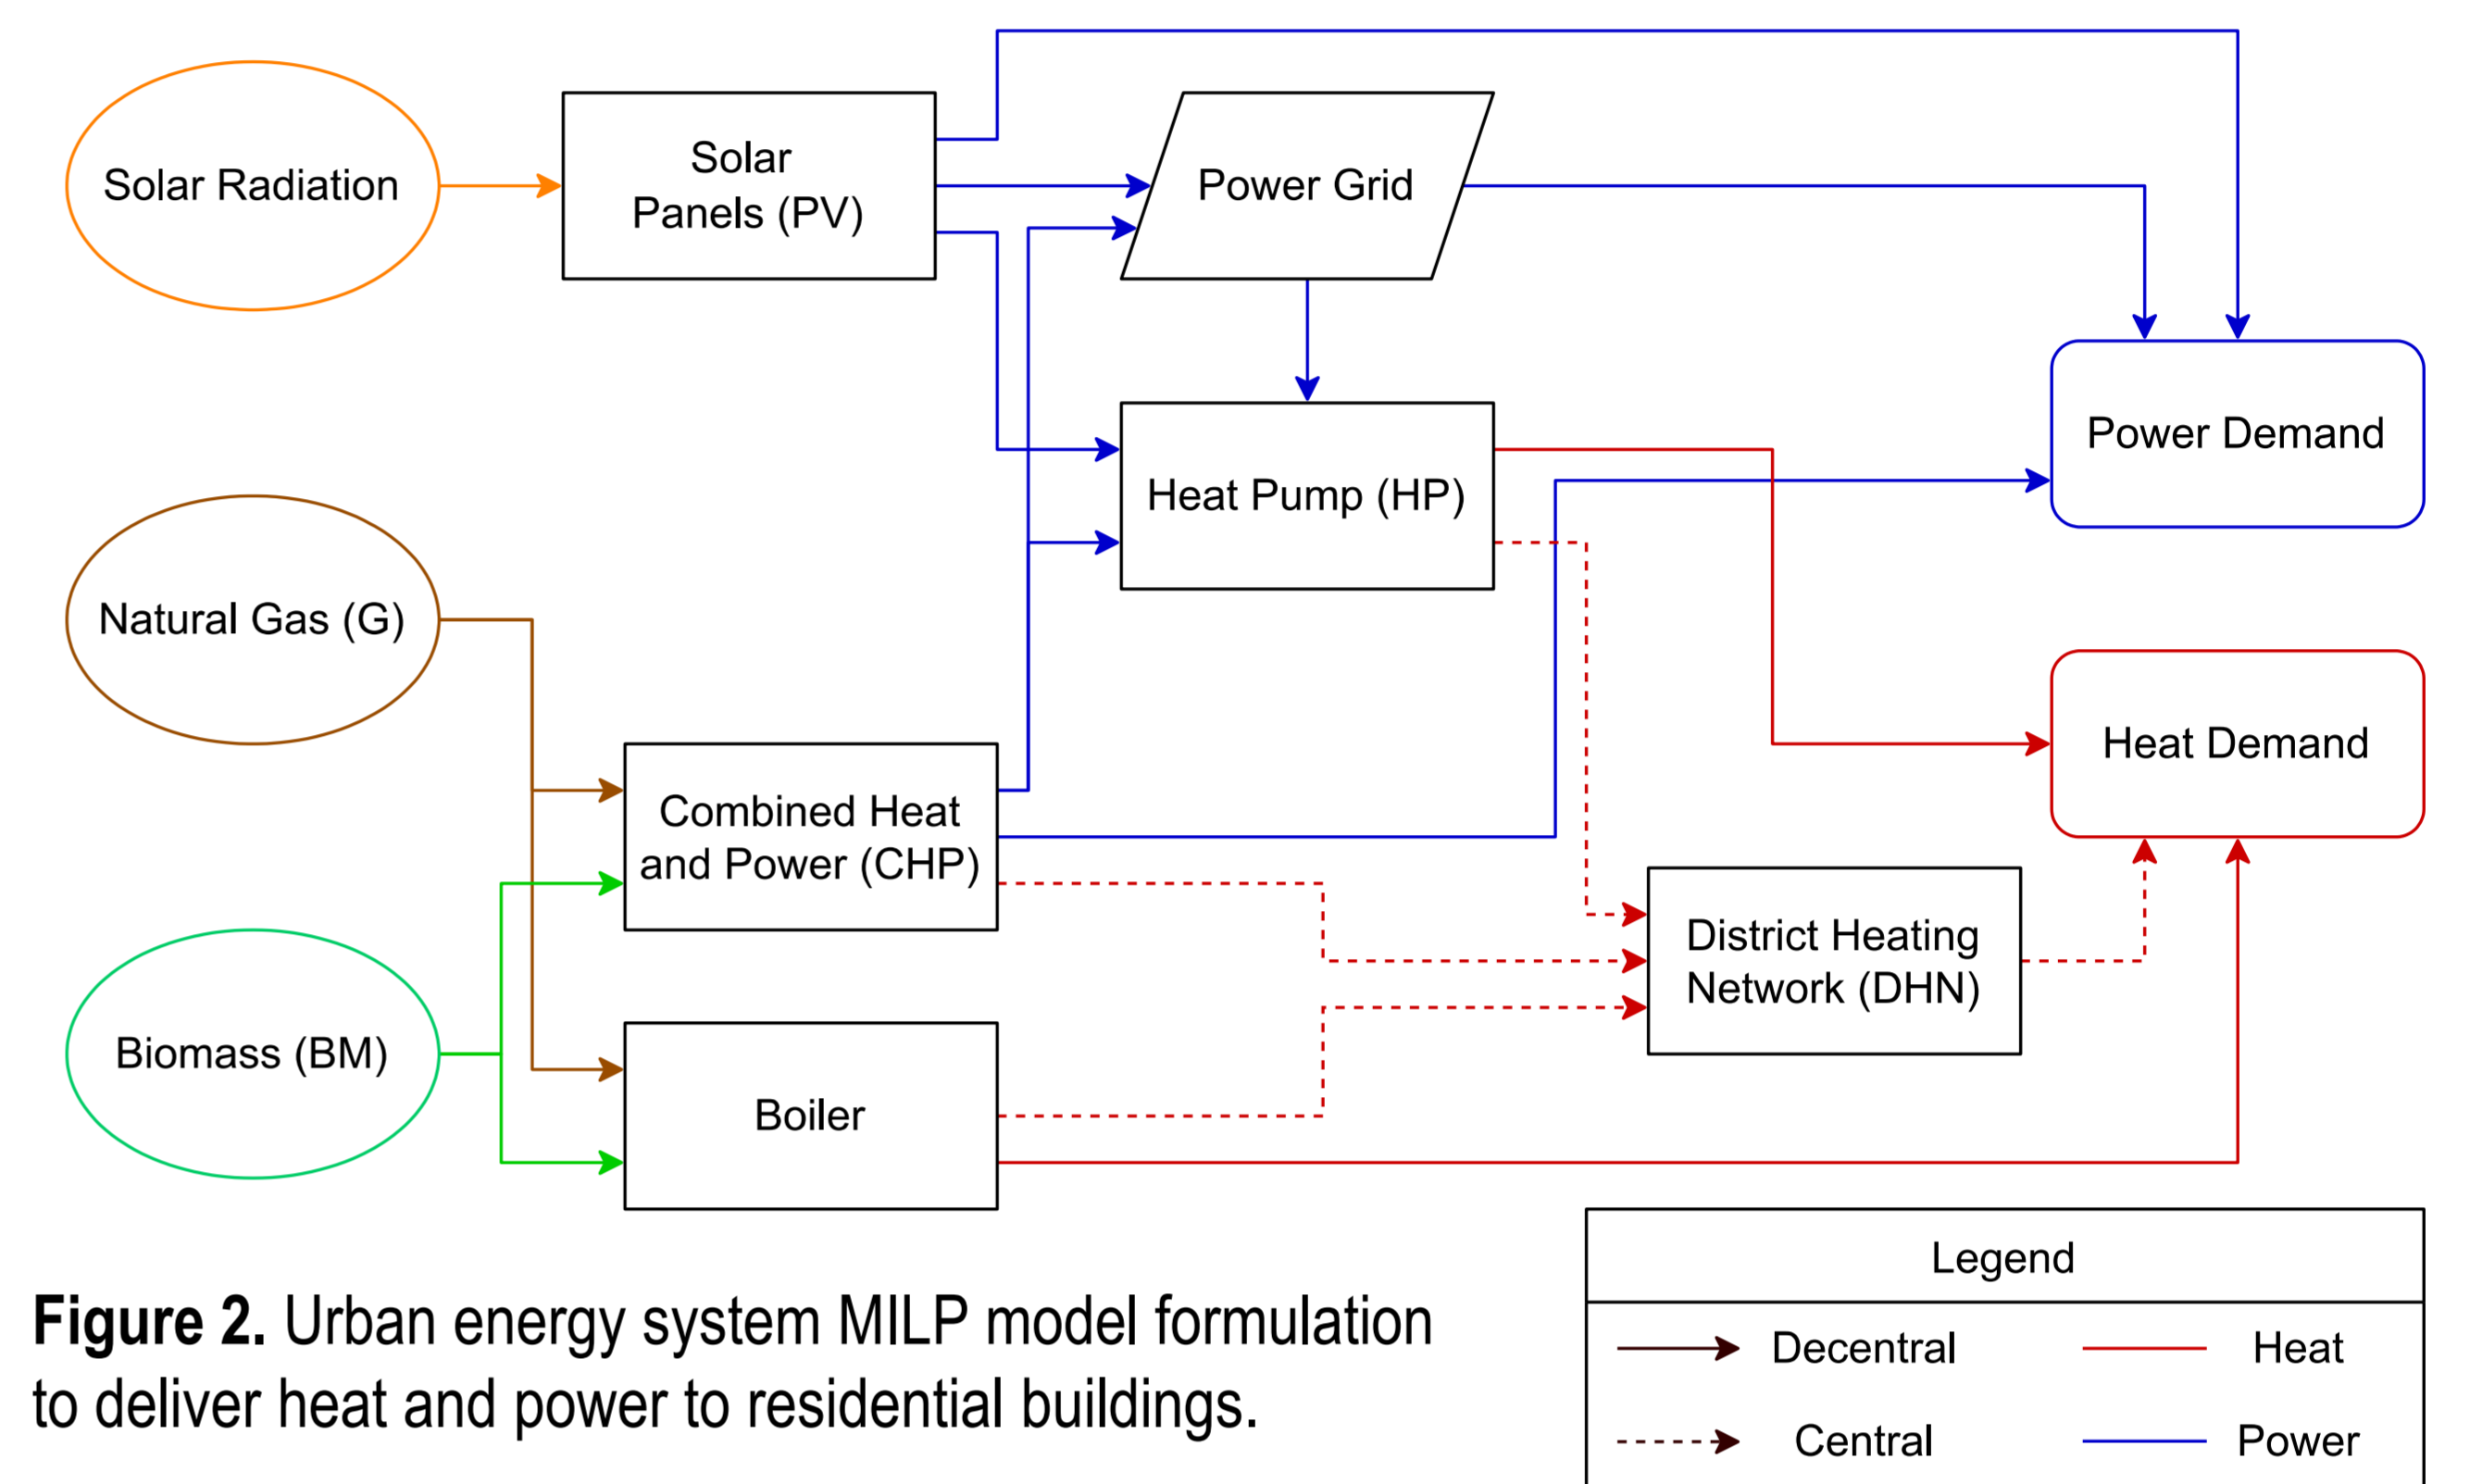 Solar Radiation
Solar
Panels (PV)
Power Grid
Power Demand
Heat Pump (HP)
Natural Gas (G)
Heat Demand
Combined Heat
and Power (CHP)
District Heating
Network (DHN)
Biomass (BM)
Boiler
Legend
Decentral
Heat
Central
Power
Figure 2. Urban energy system MILP model formulation
to deliver heat and power to residential buildings.